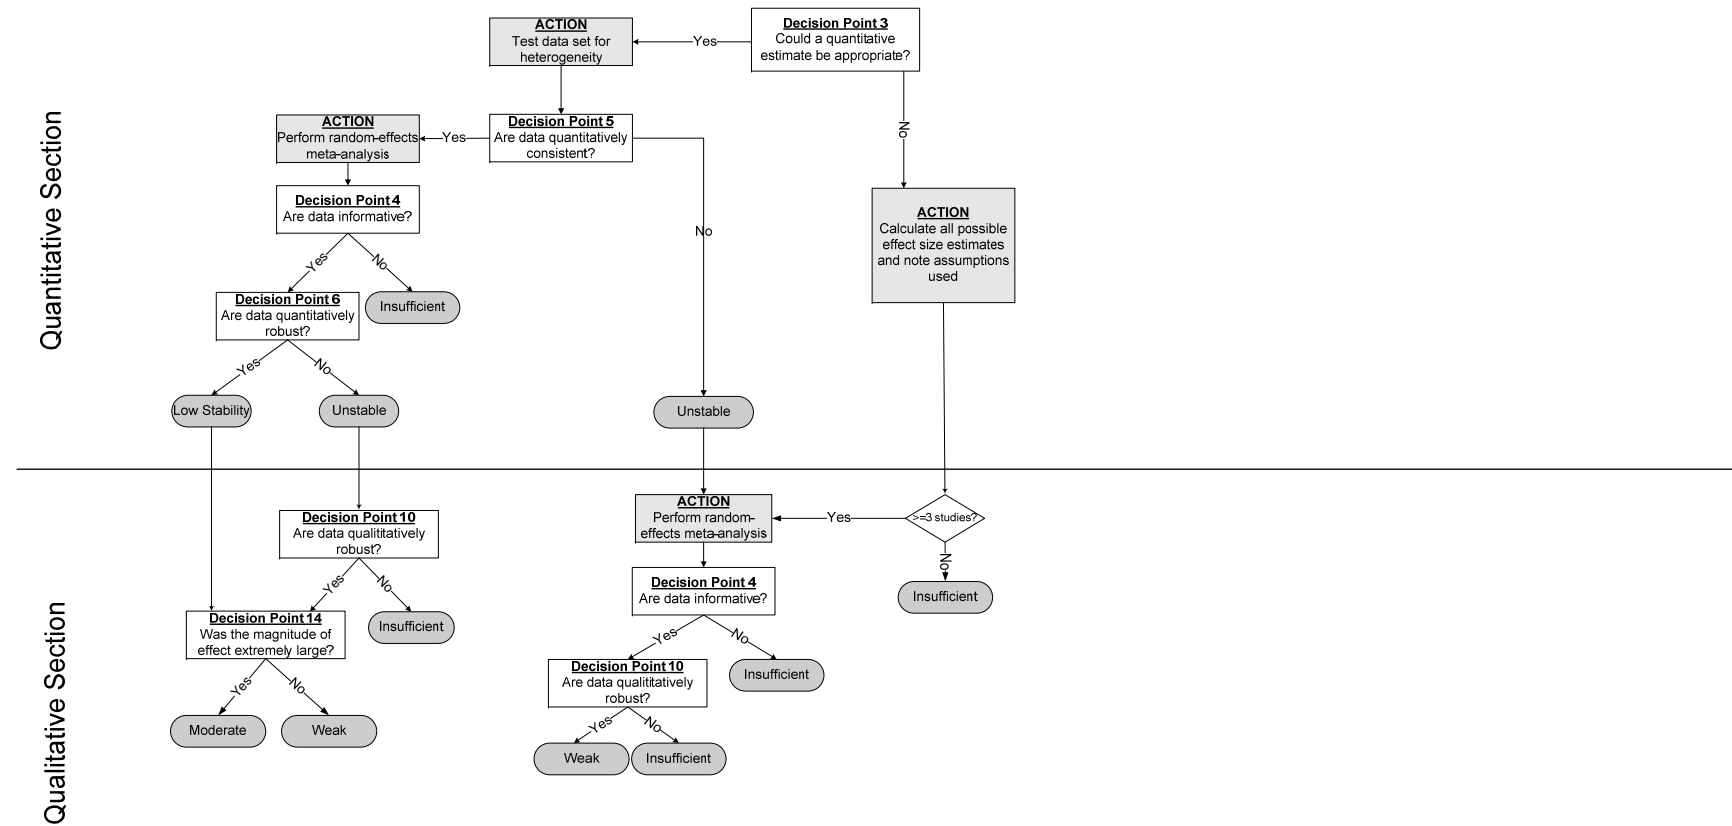 Quantitative Section
Qualitative Section
Decision Point 3
Could a quantitative
estimate be appropriate?
Yes
No
ACTION
Test data set for
heterogeneity
Decision Point 5
Are data quantitatively
consistent?
Yes
No
ACTION
Perform random-effects
meta-analysis
Decision Point 4
Are data informative?
Yes
No
Insufficient
Decision Point 6
Are data quantitatively
robust?
Yes
No
Low Stability
Unstable
Unstable
ACTION
Calculate all possible
effect size estimates
and note assumptions
used
>=3 studies?
Yes
No
Insufficient
ACTION
Perform random-
effects meta-analysis
Decision Point 4
Are data informative?
Yes
No
Insufficient
Decision Point 10
Are data qualititatively
robust?
Yes
No
Weak
Insufficient
Decision Point 10
Are data qualititatively
robust?
Yes
No
Insufficient
Decision Point 14
Was the magnitude of
effect extremely large?
Yes
No
Moderate
Weak